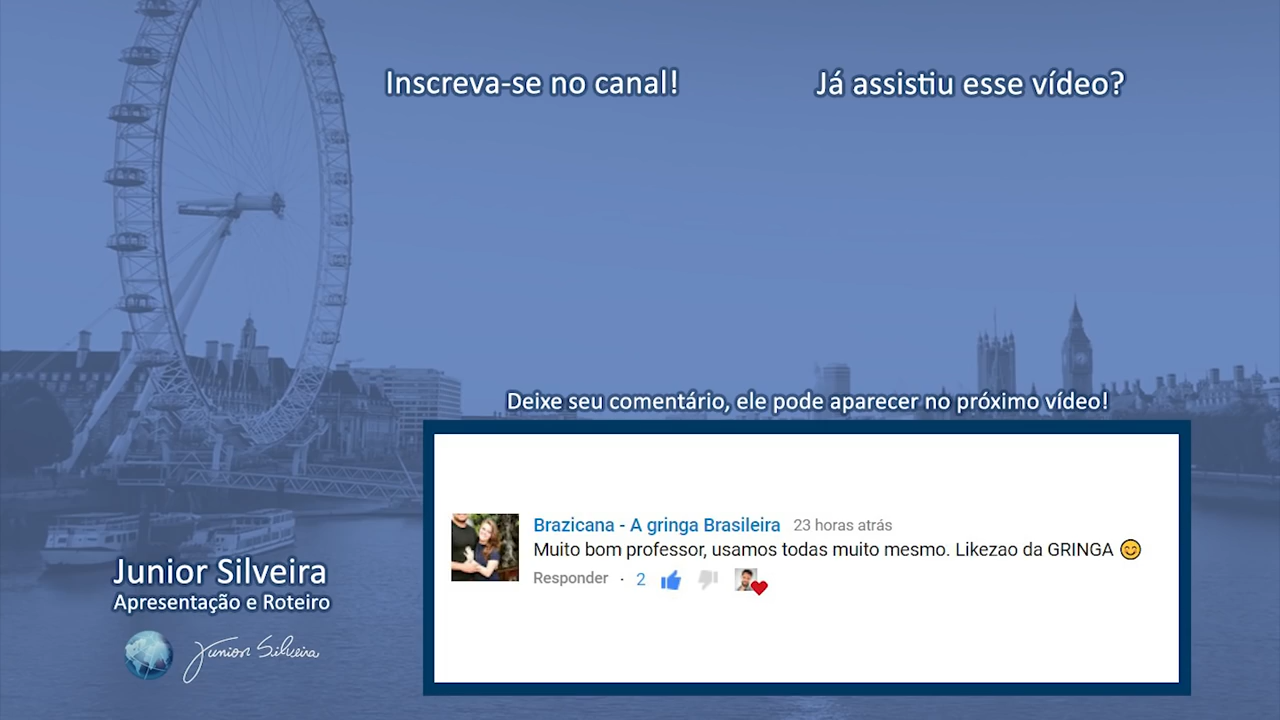 Inscreva-se no canal!
Já assistiu esse vídeo?
Deixe seu comentário, ele pode aparecer no próximo vídeo!
Brazicana - A gringa Brasileira 23 horas atrás
Muito bom professor, usamos todas muito mesmo. Likezao da GRINGA 😊
Responder · 2
Junior Silveira
Apresentação e Roteiro
Junior Silveira